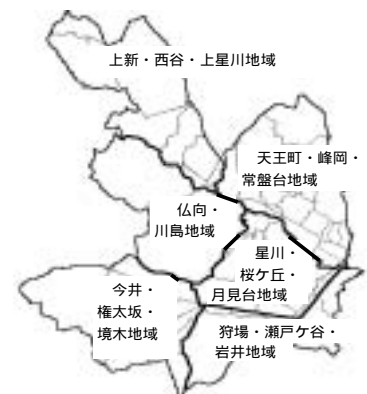 上新・西谷・上星川地域
天王町・峰岡・
常盤台地域
仏向・
川島地域
星川・
桜ケ丘・
月見台地域
今井・
権太坂・
境木地域
狩場・瀬戸ケ谷・
岩井地域